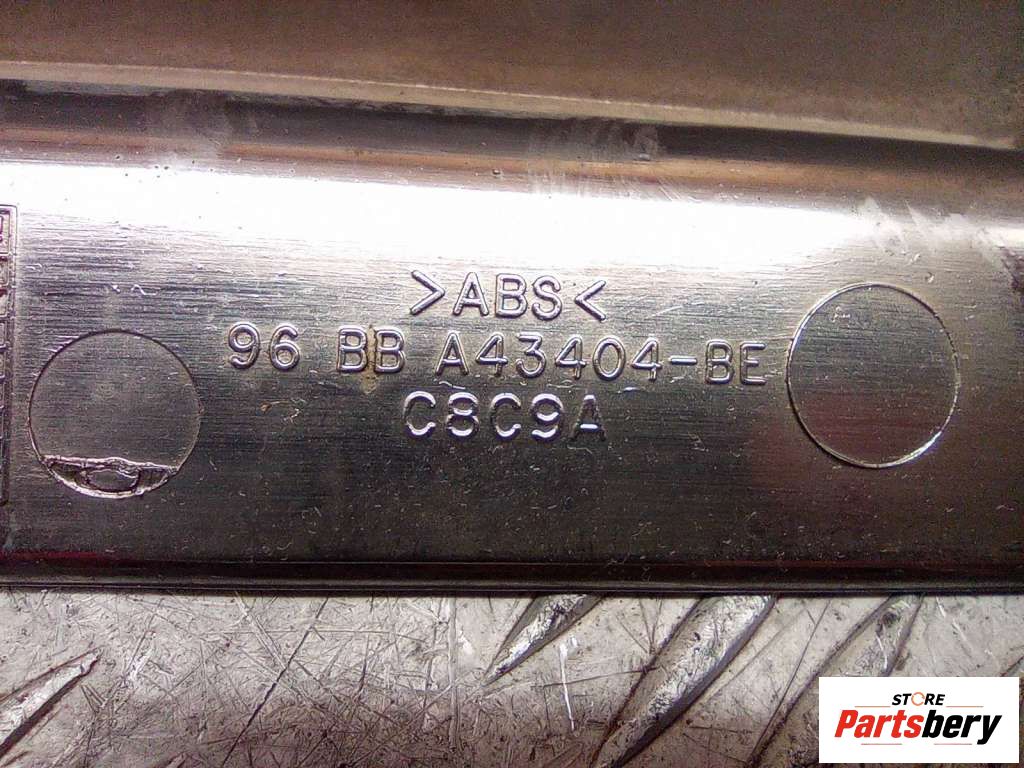 >ABS<
96 BB A43404-BE
C8C9A
STORE
Partsbery